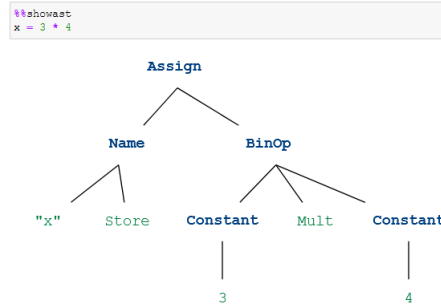 %%showast
x = 3 * 4
Assign
Name BinOp
"x" Store Constant Mult Constant
3 4